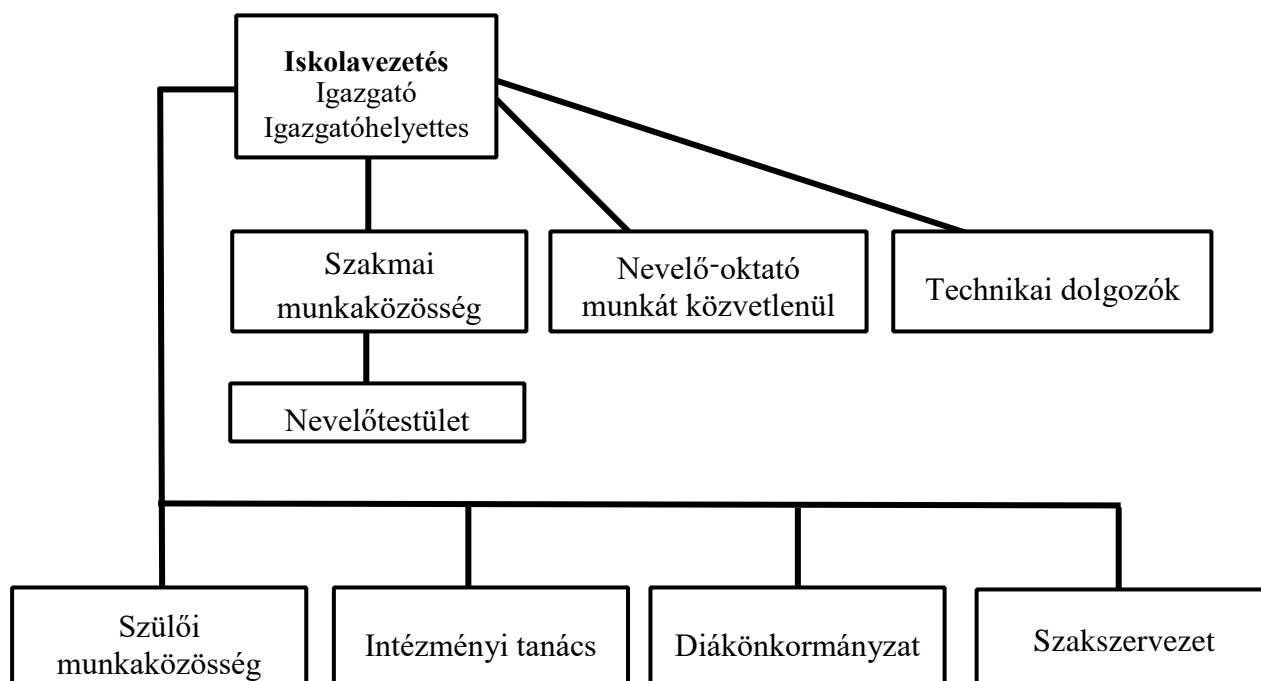 Iskolavezetés
Igazgató
Igazgatóhelyettes
Szakmai
munkaközösség
Nevelő-oktató
munkát közvetlenül
Technikai dolgozók
Nevelőtestület
Szülői
munkaközösség
Intézményi tanács
Diákönkormányzat
Szakszervezet